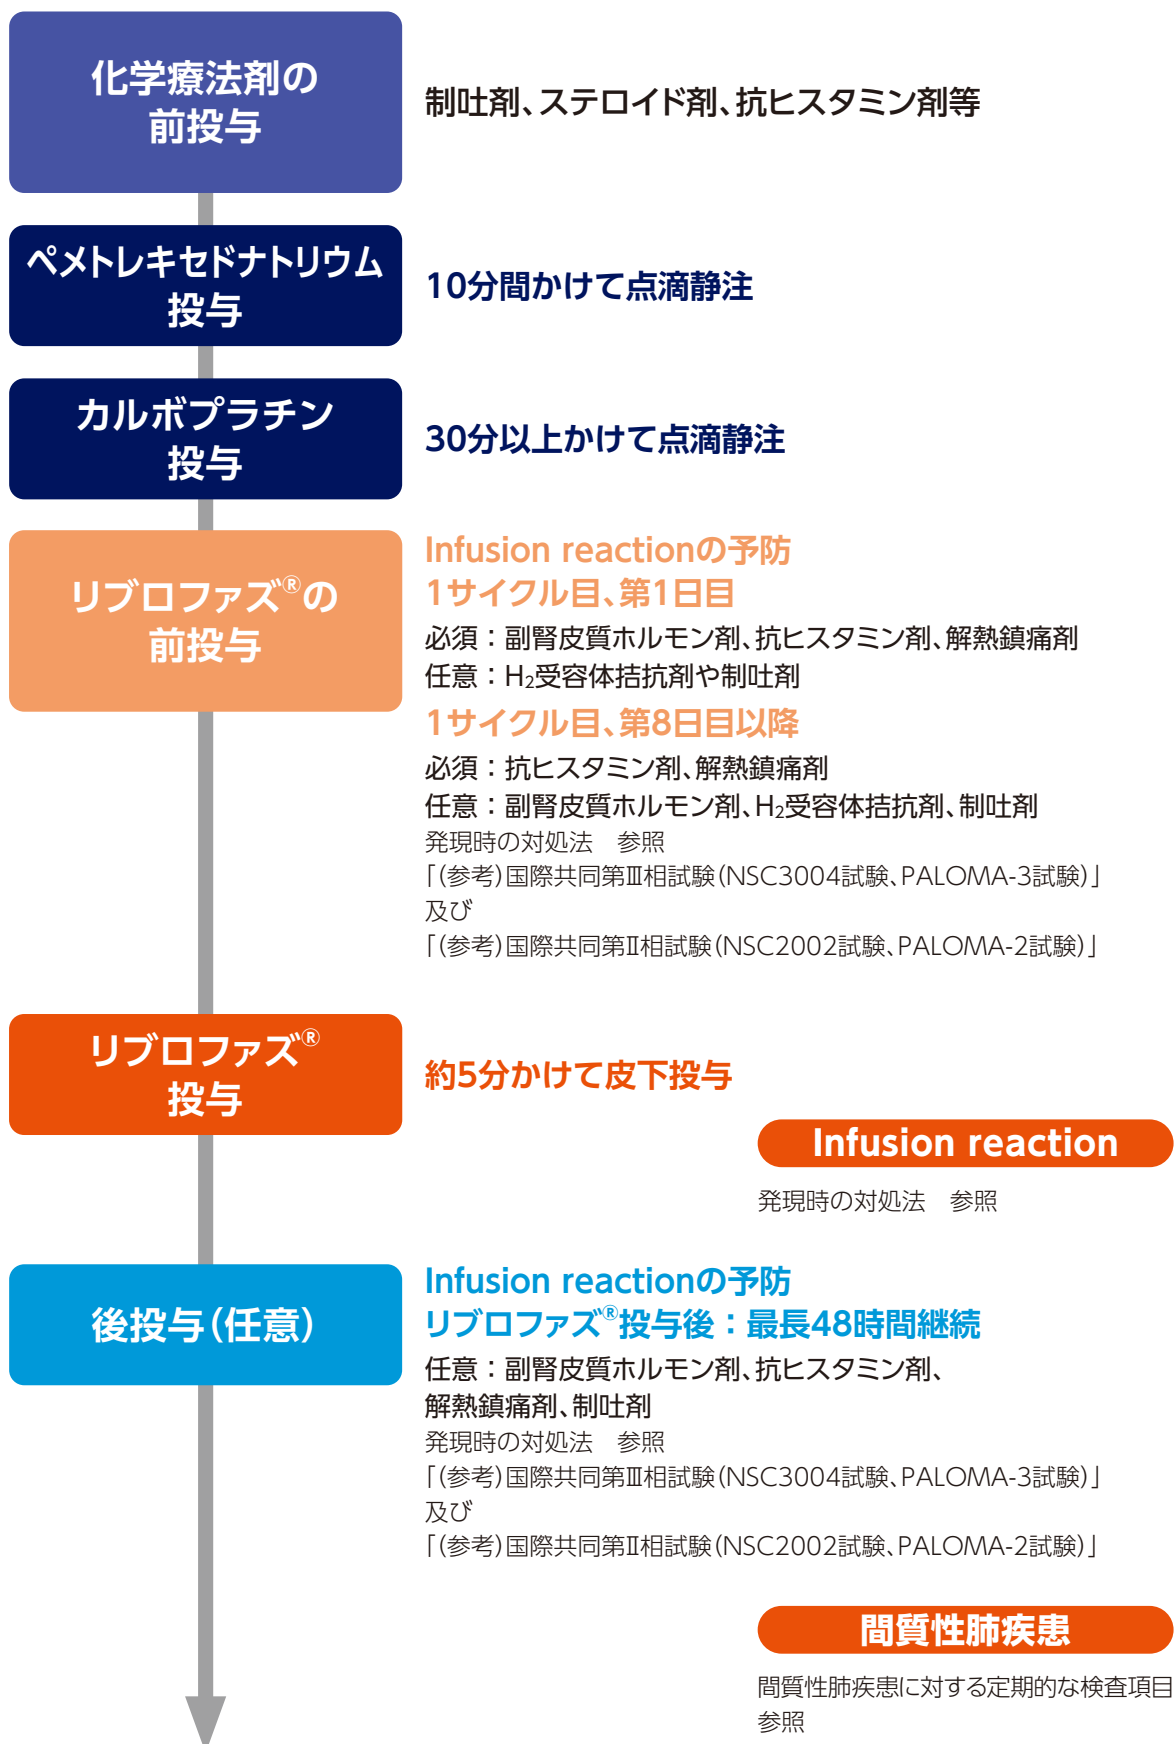 化学療法剤の
前投与
制吐剤、ステロイド剤、抗ヒスタミン剤等
ペメトレキセドナトリウム
投与
10分間かけて点滴静注
カルボプラチン
投与
30分以上かけて点滴静注
リブロファズ®の
前投与
Infusion reactionの予防
1サイクル目、第1日目
必須：副腎皮質ホルモン剤、抗ヒスタミン剤、解熱鎮痛剤
任意：H₂受容体拮抗剤や制吐剤
1サイクル目、第8日目以降
必須：抗ヒスタミン剤、解熱鎮痛剤
任意：副腎皮質ホルモン剤、H₂受容体拮抗剤、制吐剤
発現時の対処法　参照
「(参考)国際共同第Ⅲ相試験(NSC3004試験、PALOMA-3試験)」
及び
「(参考)国際共同第Ⅱ相試験(NSC2002試験、PALOMA-2試験)」
リブロファズ®
投与
約5分かけて皮下投与
Infusion reaction
発現時の対処法　参照
後投与(任意)
Infusion reactionの予防
リブロファズ®投与後：最長48時間継続
任意：副腎皮質ホルモン剤、抗ヒスタミン剤、
解熱鎮痛剤、制吐剤
発現時の対処法　参照
「(参考)国際共同第Ⅲ相試験(NSC3004試験、PALOMA-3試験)」
及び
「(参考)国際共同第Ⅱ相試験(NSC2002試験、PALOMA-2試験)」
間質性肺疾患
間質性肺疾患に対する定期的な検査項目
参照